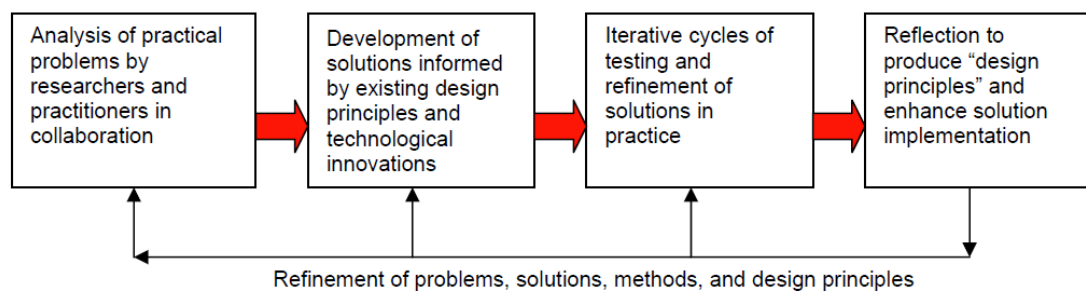 Analysis of practical
problems by
researchers and
practitioners in
collaboration
Development of
solutions informed
by existing design
principles and
technological
innovations
Iterative cycles of
testing and
refinement of
solutions in
practice
Reflection to
produce “design
principles” and
enhance solution
implementation
Refinement of problems, solutions, methods, and design principles